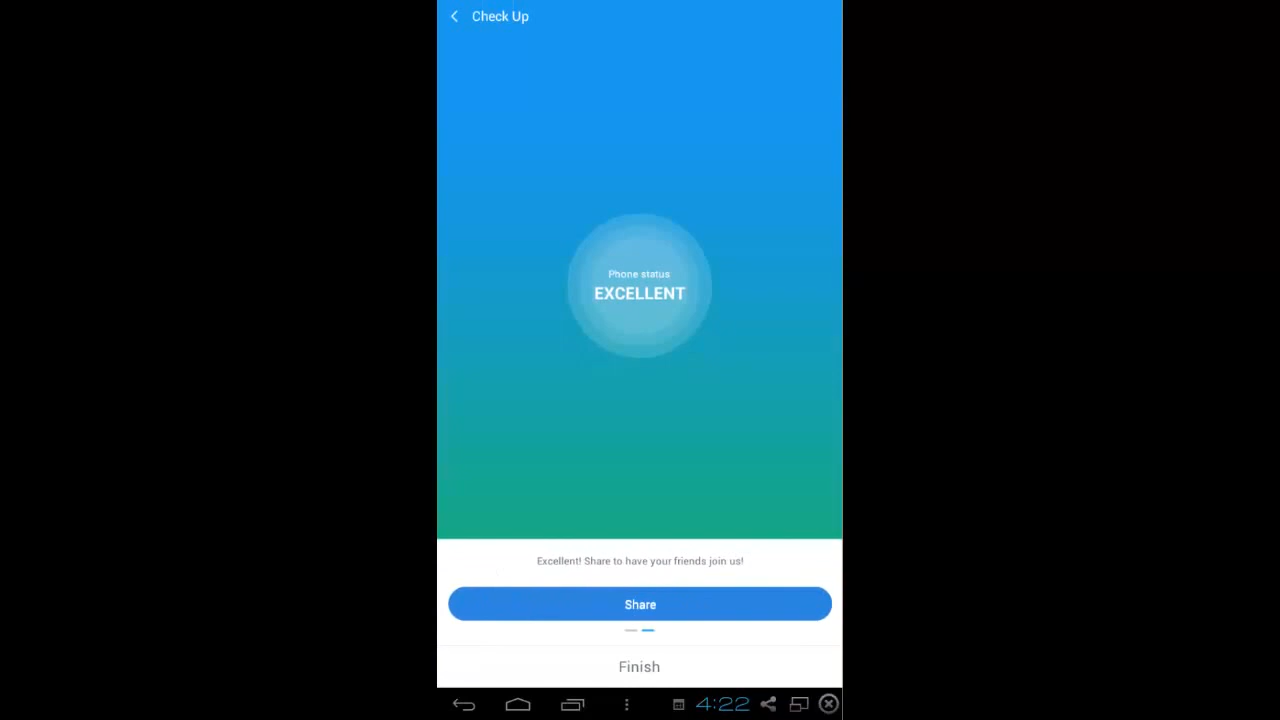 Check Up
Phone status
EXCELLENT
Excellent! Share to have your friends join us!
Share
Finish
4:22